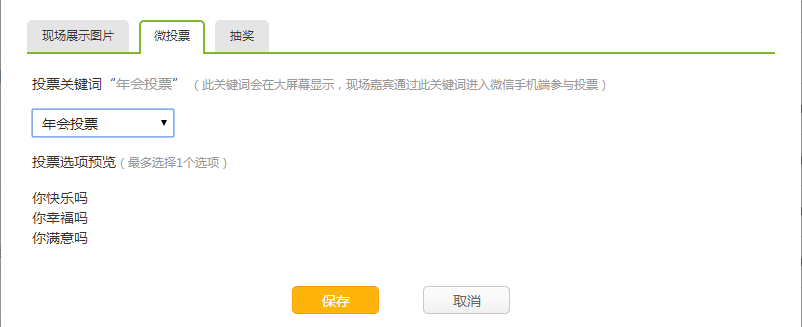 现场展示图片 微投票 抽奖
投票关键词“年会投票”（此关键词会在大屏幕显示，现场嘉宾通过此关键词进入微信手机端参与投票）
年会投票
投票选项预览（最多选择1个选项）
你快乐吗
你幸福吗
你满意吗
保存 取消